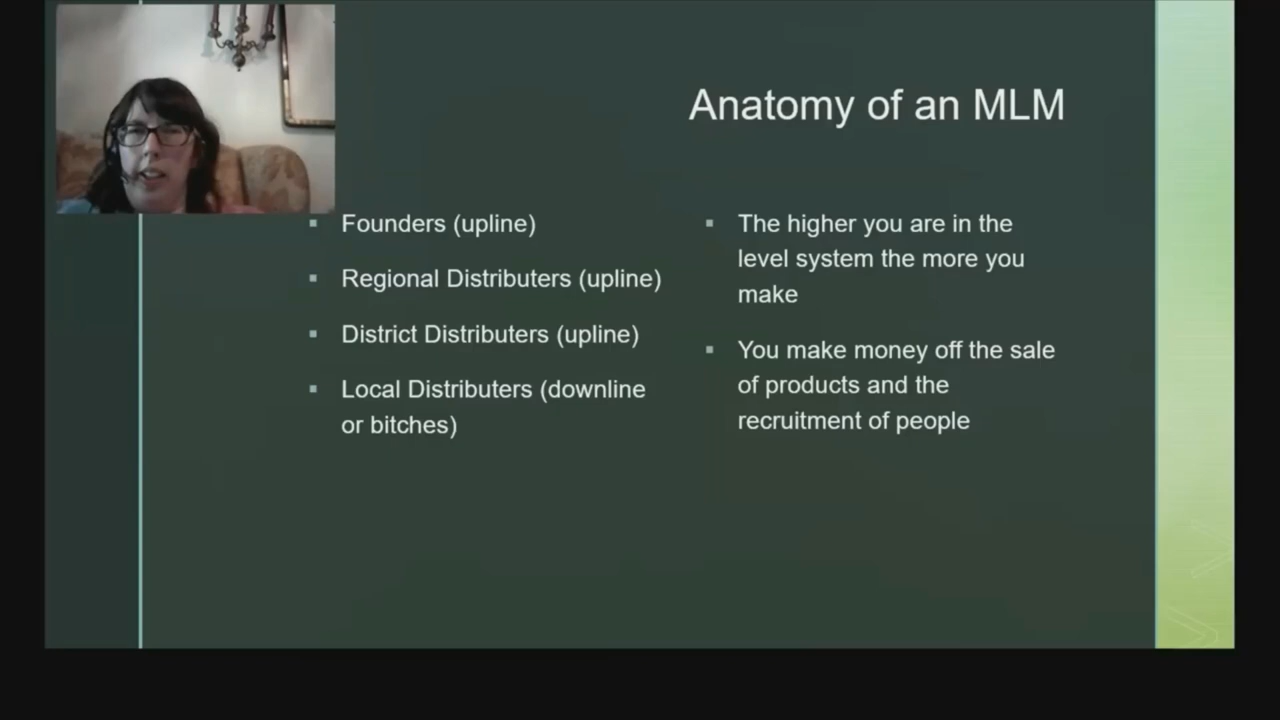 Anatomy of an MLM
Founders (upline)
Regional Distributers (upline)
District Distributers (upline)
Local Distributers (downline
or bitches)
The higher you are in the
level system the more you
make
You make money off the sale
of products and the
recruitment of people